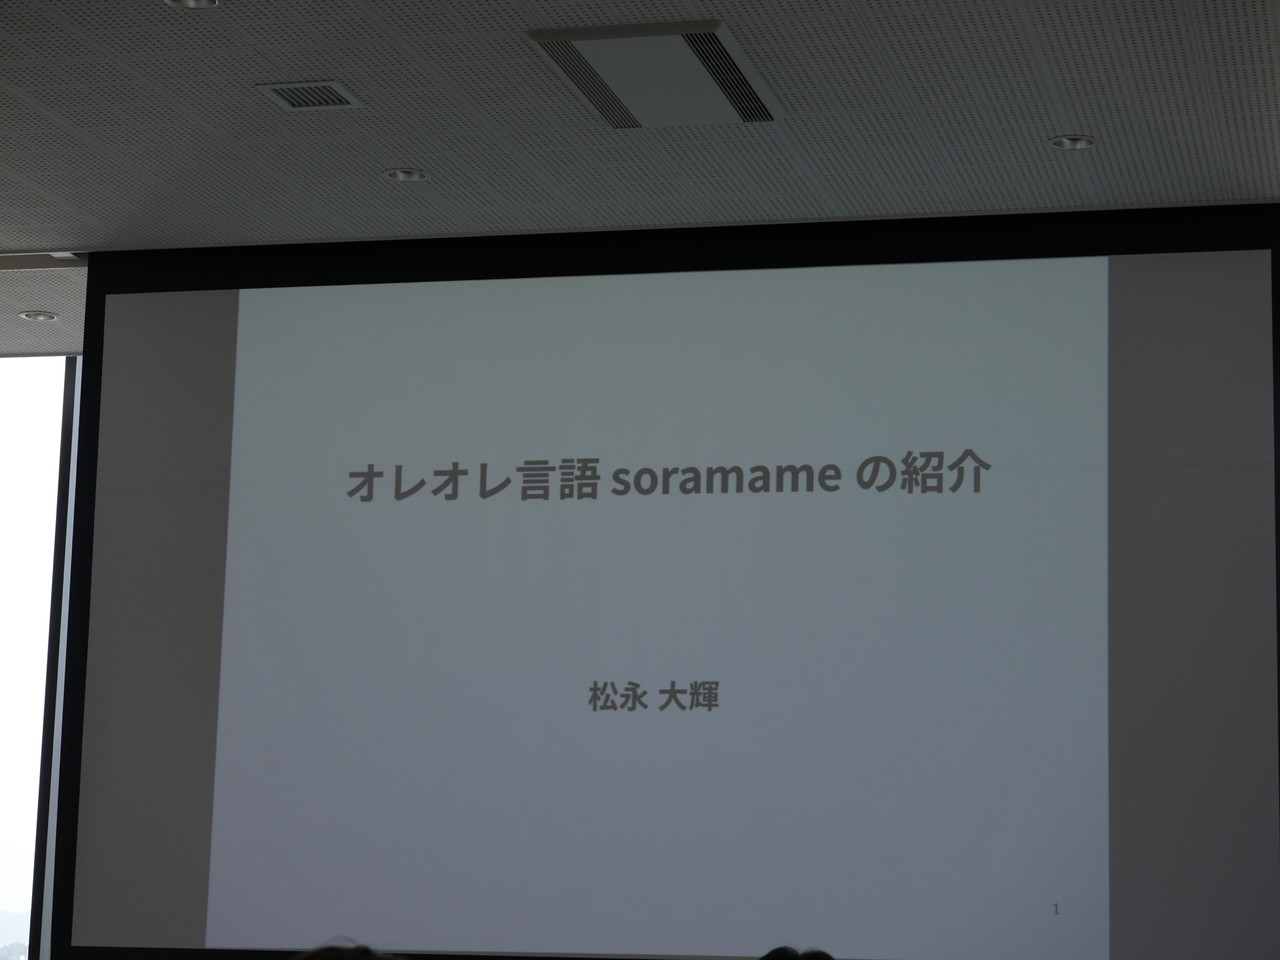 オレオレ言語 soramame の紹介
松永 大輝
1